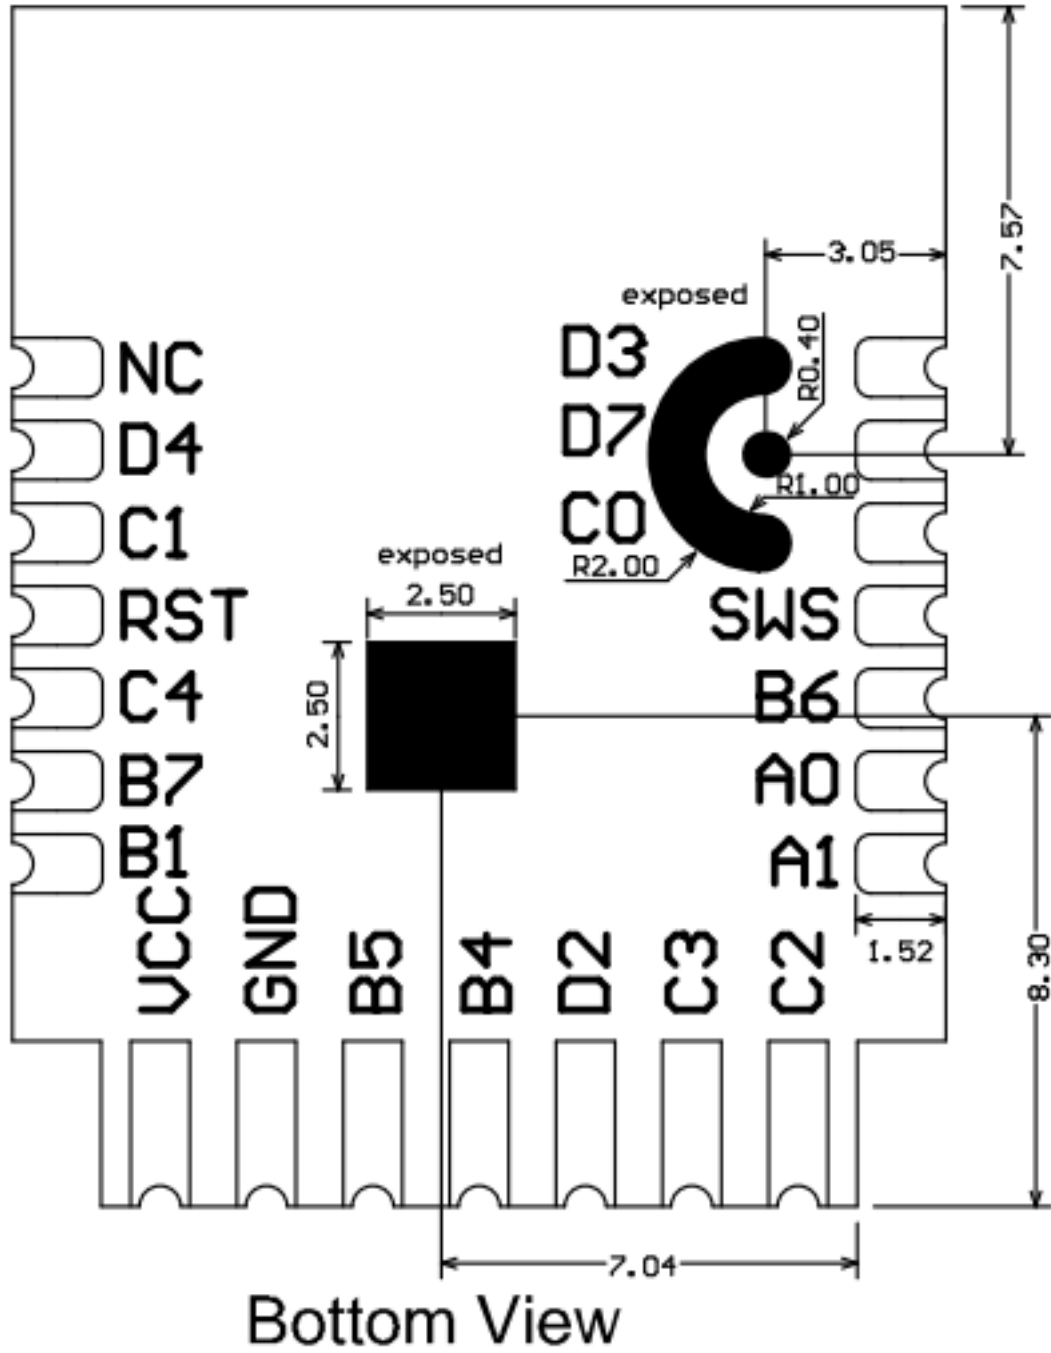 7.57
3.05
exposed
R0.40
D3
NC
D7
D4
R1.00
C0
C1
exposed
R2.00
2.50
RST
SWS
2.50
C4
B6
B7
A0
B1
A1
VCC
GND
B5
B4
D2
C3
C2
1.52
8.30
7.04
Bottom View